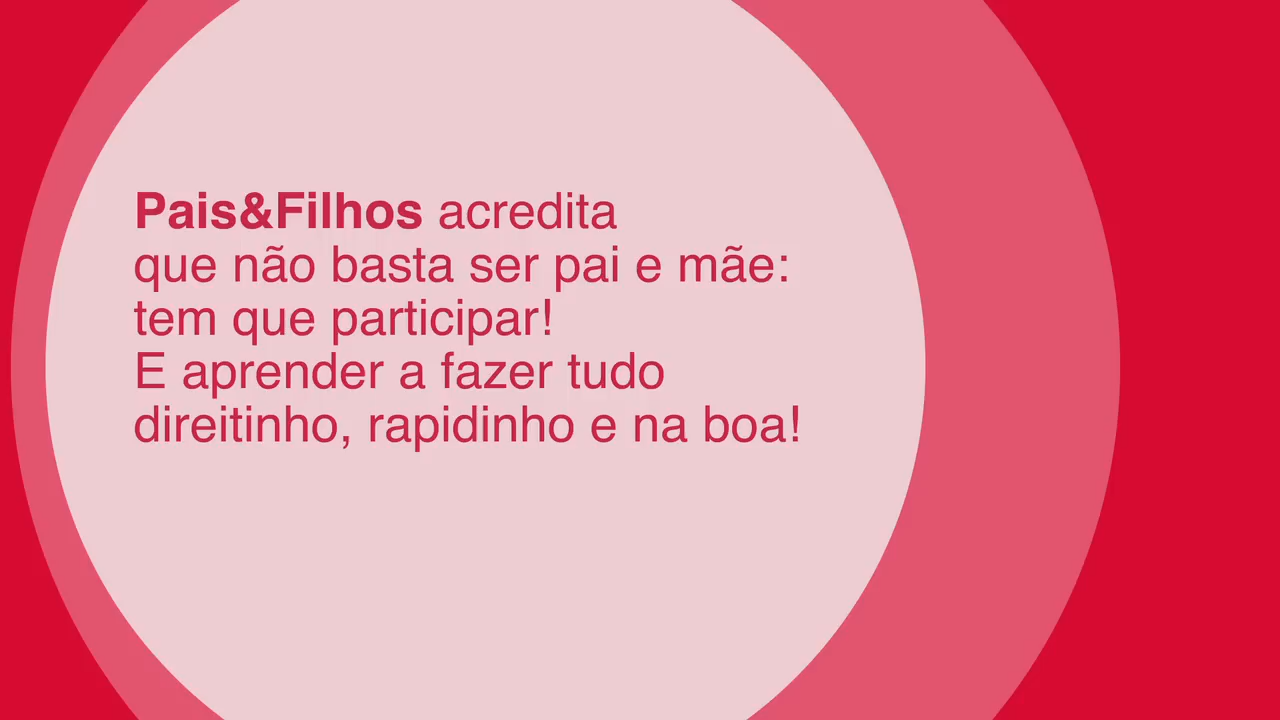 Pais&Filhos acredita
que não basta ser pai e mãe:
tem que participar!
E aprender a fazer tudo
direitinho, rapidinho e na boa!